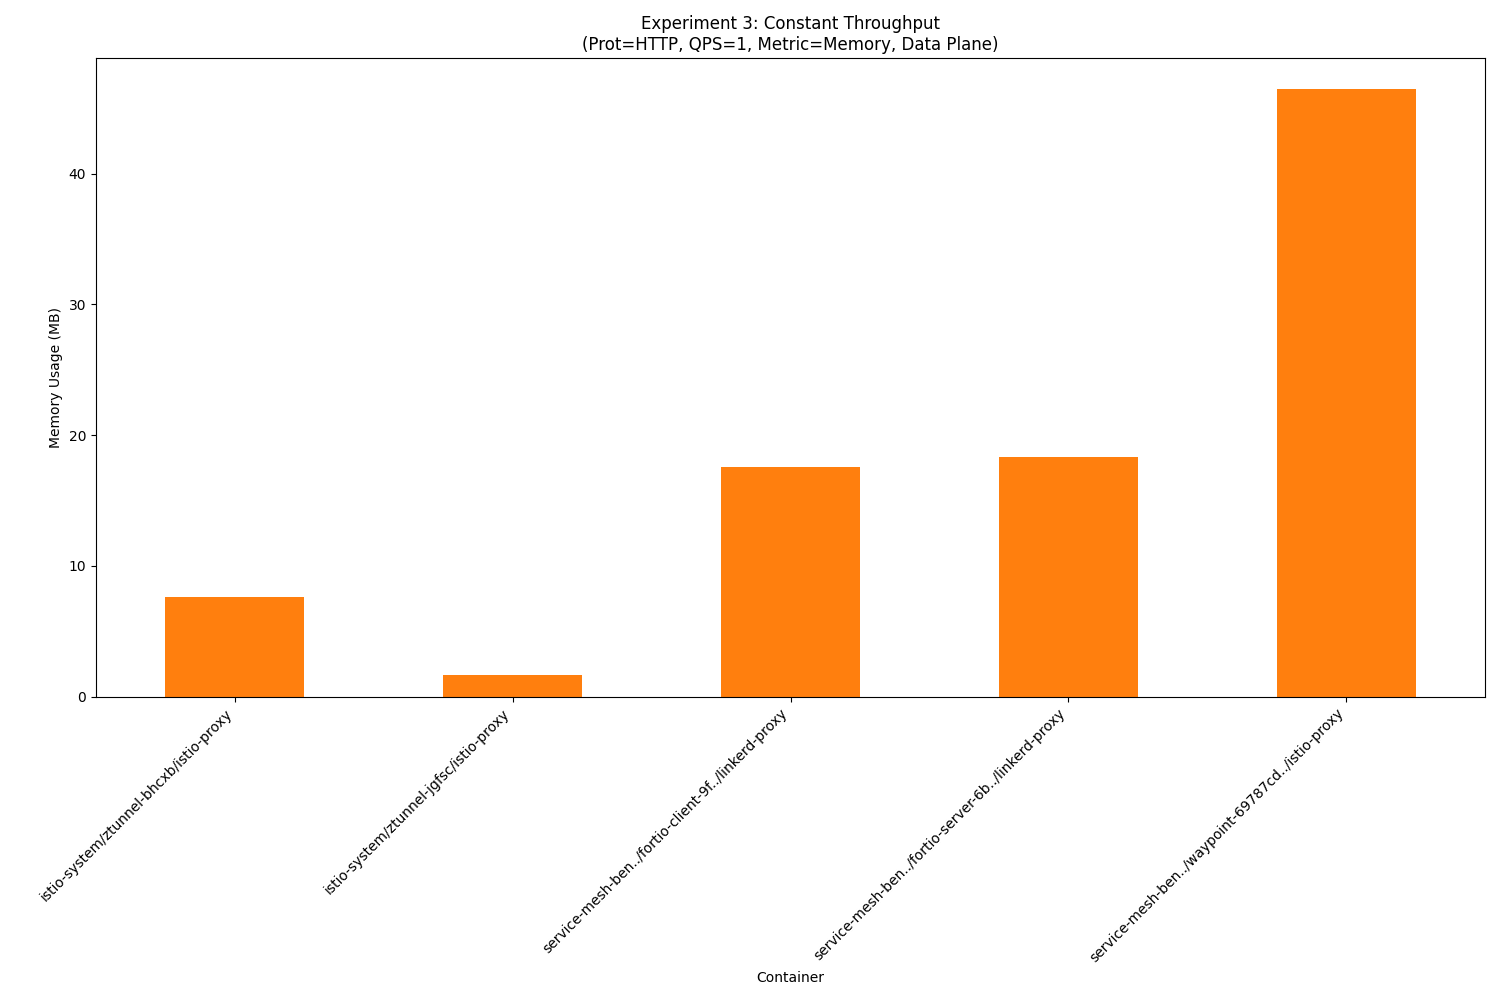 Experiment 3: Constant Throughput
(Prot=HTTP, QPS=1, Metric=Memory, Data Plane)
Memory Usage (MB)
40
30
20
10
0
istio-system/ztunnel-bhcxb/istio-proxy
istio-system/ztunnel-jgfsc/istio-proxy
service-mesh-ben../fortio-client-9f../linkerd-proxy
service-mesh-ben../fortio-server-6b../linkerd-proxy
service-mesh-ben../waypoint-69787cd../istio-proxy
Container